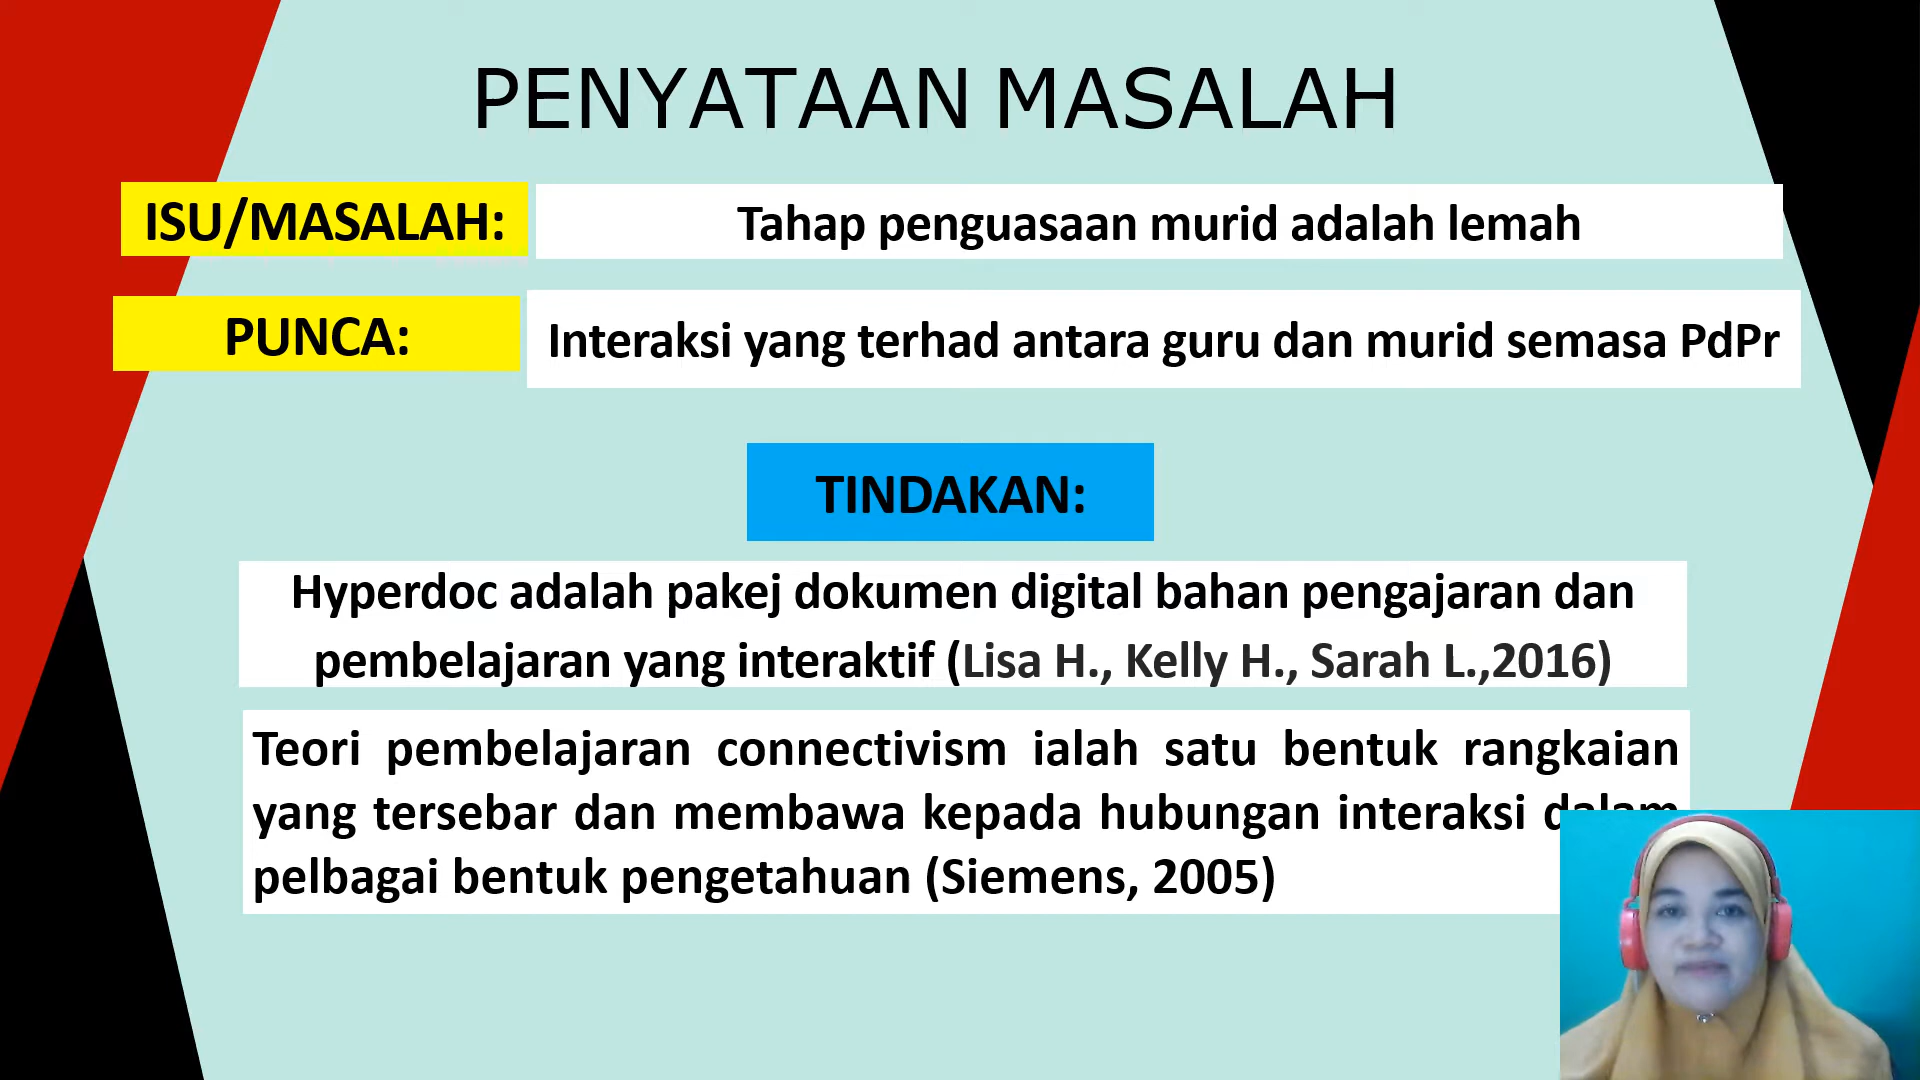 PENYATAAN MASALAH
ISU/MASALAH:
Tahap penguasaan murid adalah lemah
PUNCA:
Interaksi yang terhad antara guru dan murid semasa PdPr
TINDAKAN:
Hyperdoc adalah pakej dokumen digital bahan pengajaran dan
pembelajaran yang interaktif (Lisa H., Kelly H., Sarah L.,2016)
Teori pembelajaran connectivism ialah satu bentuk rangkaian
yang tersebar dan membawa kepada hubungan interaksi dalam
pelbagai bentuk pengetahuan (Siemens, 2005)